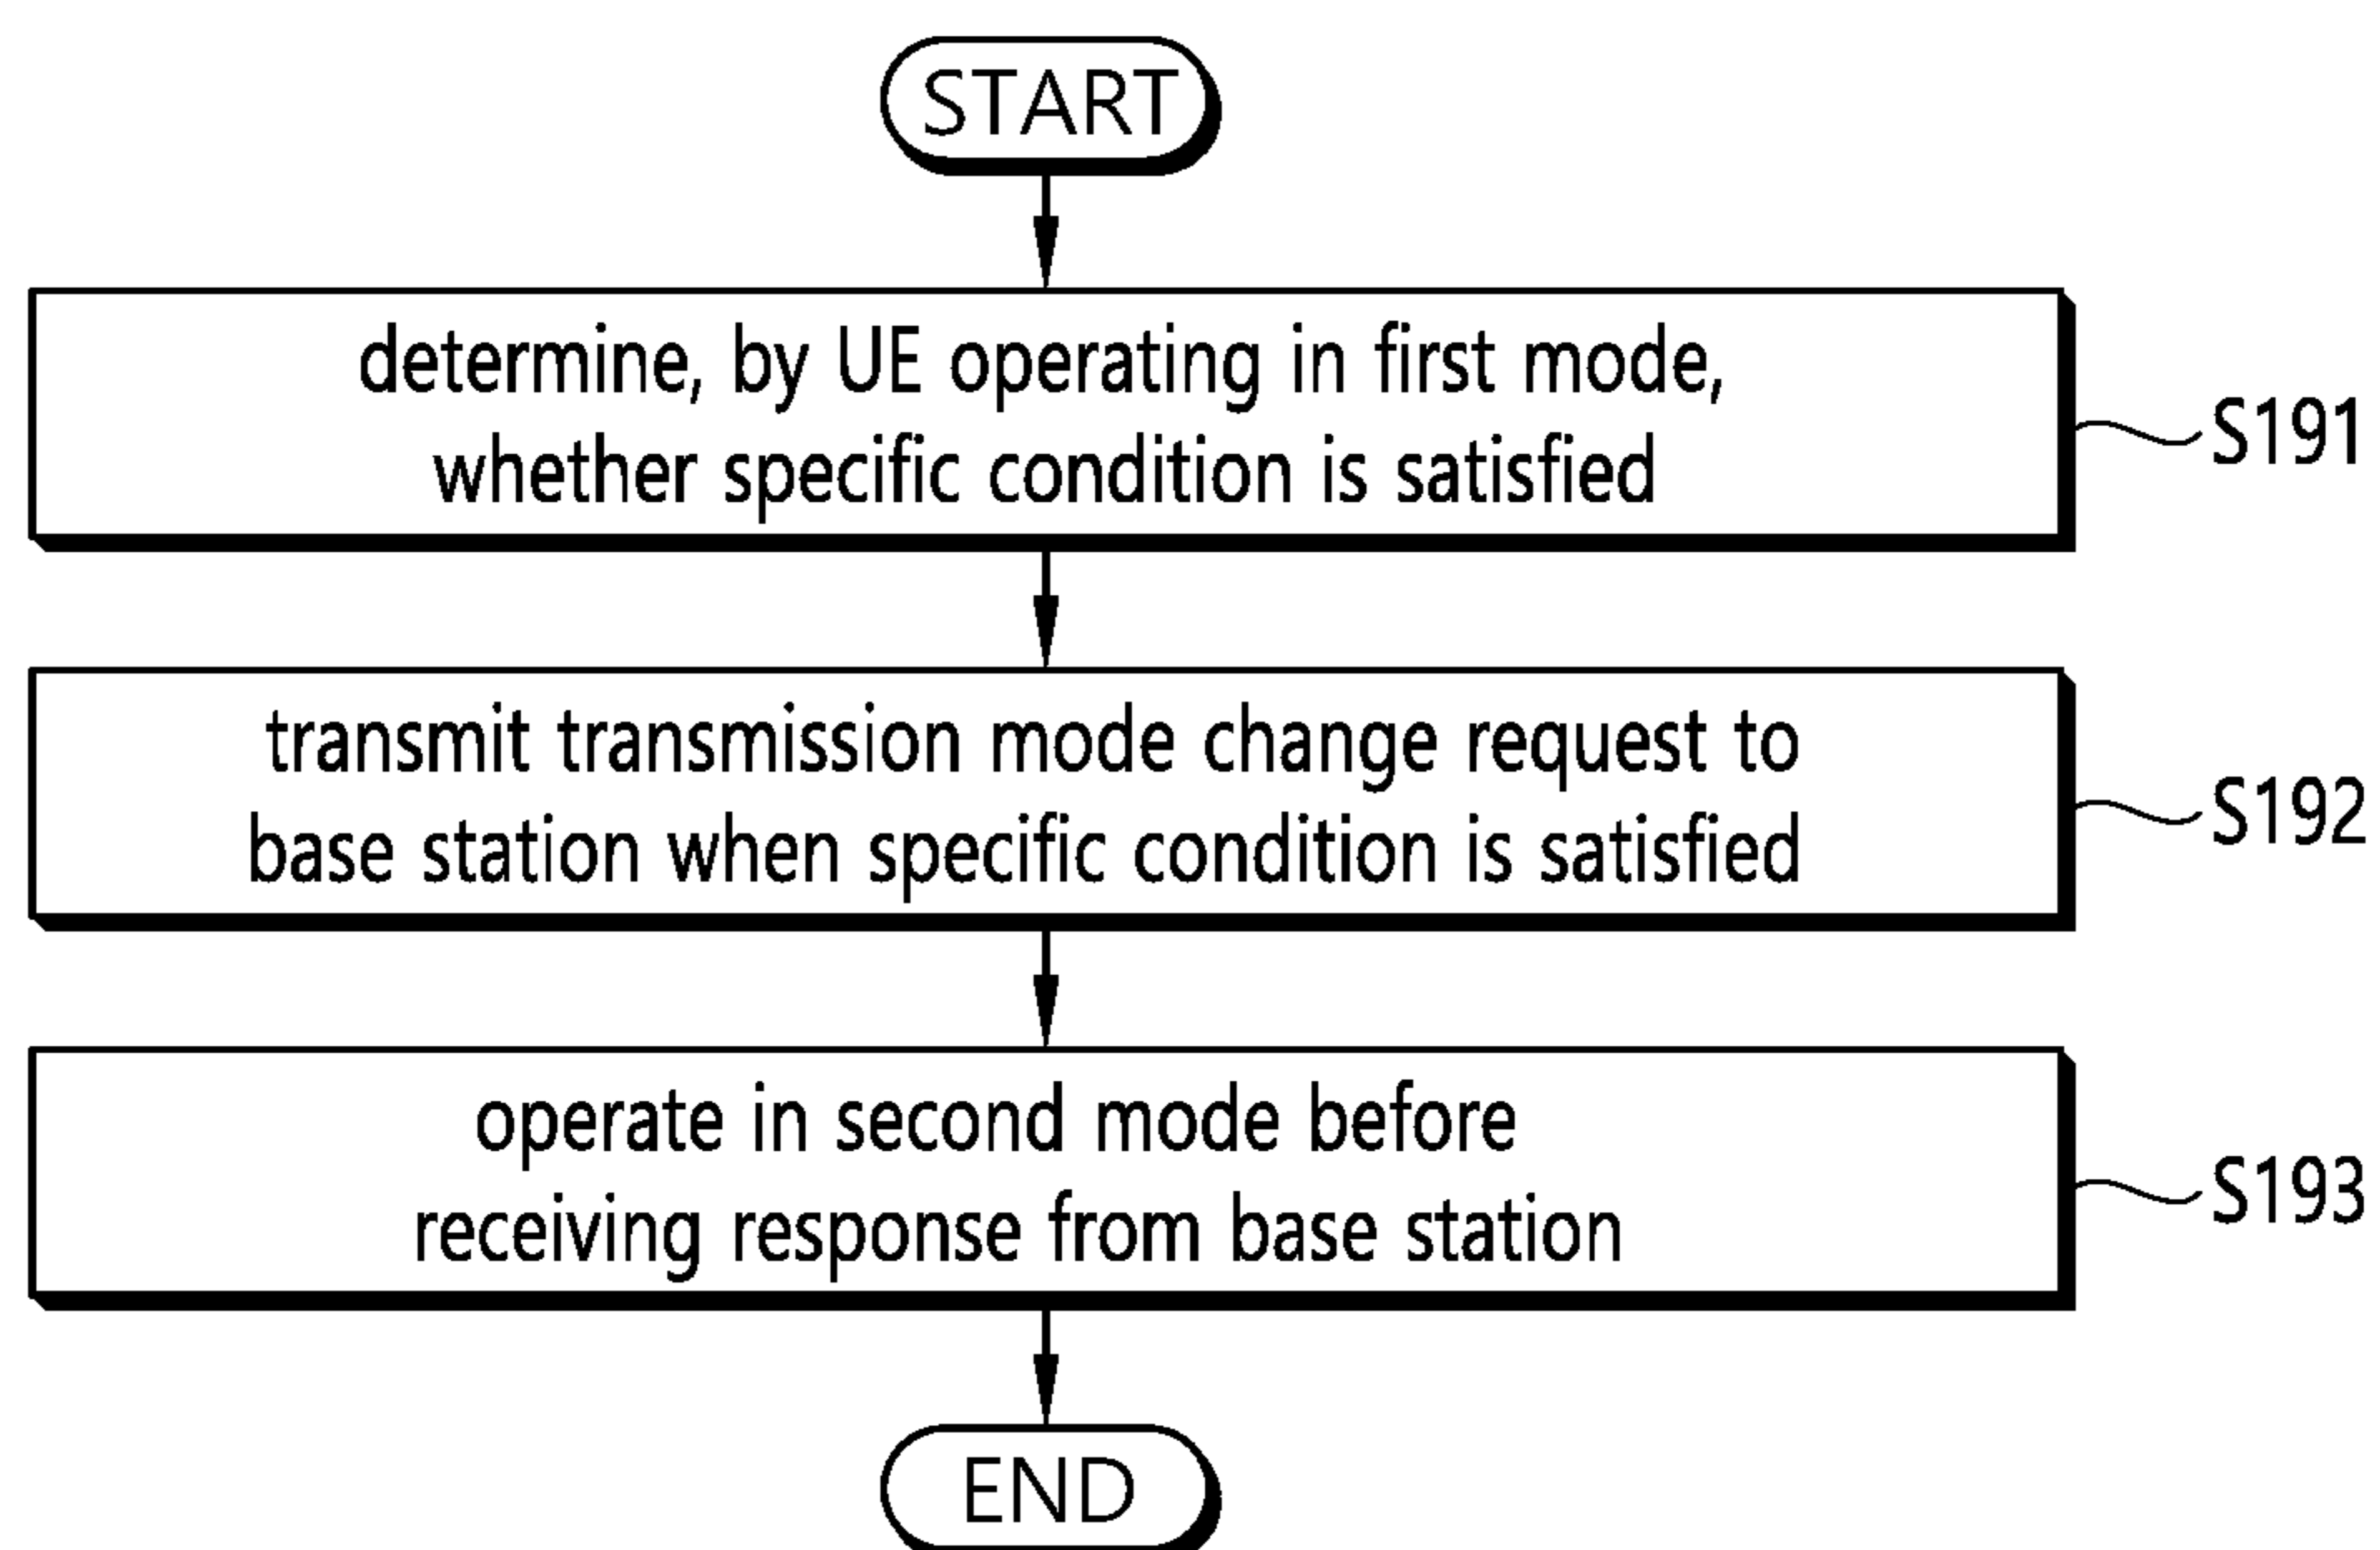 START
determine, by UE operating in first mode,
whether specific condition is satisfied
S191
transmit transmission mode change request to
base station when specific condition is satisfied
S192
operate in second mode before
receiving response from base station
S193
END